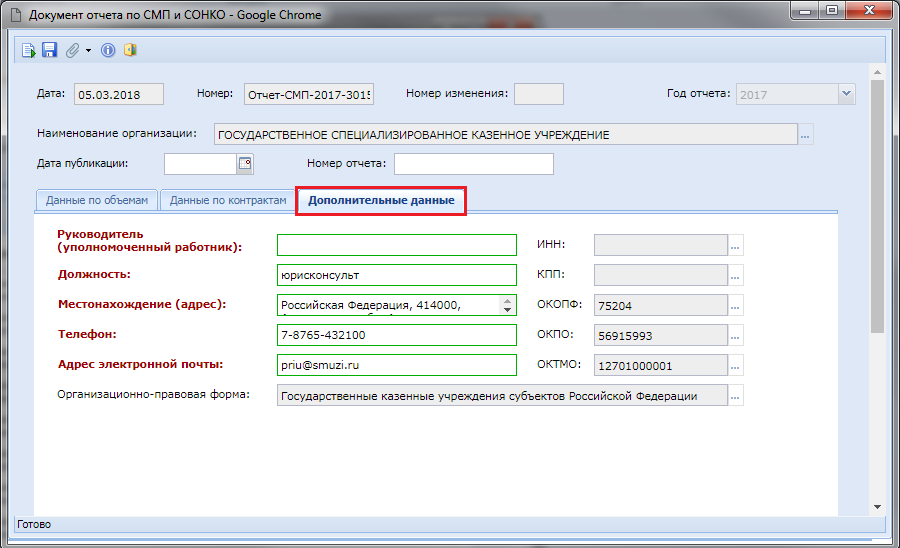 Документ отчета по СМП и СОНКО - Google Chrome
Дата: 05.03.2018 Номер: Отчет-СМП-2017-3015 Номер изменения: Год отчета: 2017
Наименование организации: ГОСУДАРСТВЕННОЕ СПЕЦИАЛИЗИРОВАННОЕ КАЗЕННОЕ УЧРЕЖДЕНИЕ ...
Дата публикации: Номер отчета:
Данные по объемам Данные по контрактам Дополнительные данные
Руководитель
(уполномоченный работник): ИНН: ...
Должность: юрисконсульт КПП: ...
Местонахождение (адрес): Российская Федерация, 414000, ОКОПФ: 75204 ...
Телефон: 7-8765-432100 ОКПО: 56915993 ...
Адрес электронной почты: priu@smuzi.ru ОКТМО: 12701000001 ...
Организационно-правовая форма: Государственные казенные учреждения субъектов Российской Федерации ...
Готово